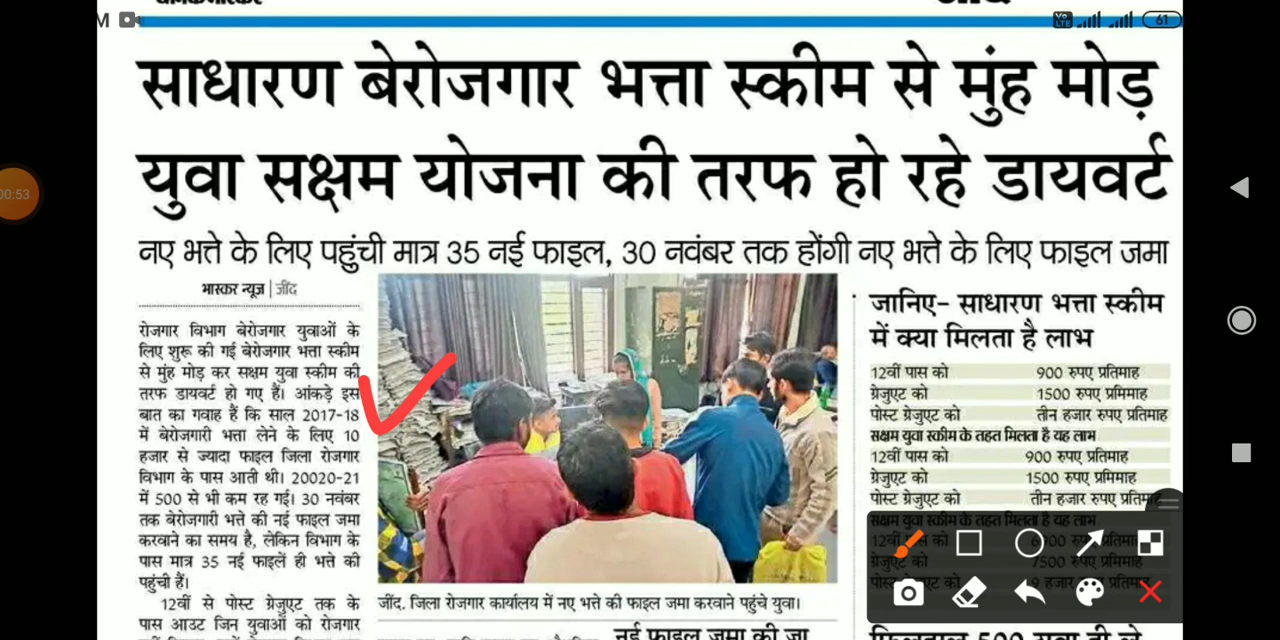 61
00:53
साधारण बेरोजगार भत्ता स्कीम से मुंह मोड़
युवा सक्षम योजना की तरफ हो रहे डायवर्ट
नए भत्ते के लिए पहुंची मात्र 35 नई फाइल, 30 नवंबर तक होंगी नए भत्ते के लिए फाइल जमा
भास्कर न्यूज | जींद
रोजगार विभाग बेरोजगार युवाओं के
लिए शुरू की गई बेरोजगार भत्ता स्कीम
से मुंह मोड़ कर सक्षम युवा स्कीम की
तरफ डायवर्ट हो गए हैं। आंकड़े इस
बात का गवाह हैं कि साल 2017-18
में बेरोजगारी भत्ता लेने के लिए 10
हजार से ज्यादा फाइल जिला रोजगार
विभाग के पास आती थी। 20020-21
में 500 से भी कम रह गई। 30 नवंबर
तक बेरोजगारी भत्ते की नई फाइल जमा
करवाने का समय है, लेकिन विभाग के
पास मात्र 35 नई फाइलें ही भत्ते की
पहुंची हैं।
12वीं से पोस्ट ग्रेजुएट तक के
पास आउट जिन युवाओं को रोजगार
जींद. जिला रोजगार कार्यालय में नए भत्ते की फाइल जमा करवाने पहुंचे युवा।
नई फाइल जमा की जा
जानिए- साधारण भत्ता स्कीम
में क्या मिलता है लाभ
12वीं पास को 900 रुपए प्रतिमाह
ग्रेजुएट को 1500 रुपए प्रमिमाह
पोस्ट ग्रेजुएट को तीन हजार रुपए प्रतिमाह
सक्षम युवा स्कीम के तहत मिलता है यह लाभ
12वीं पास को 900 रुपए प्रतिमाह
ग्रेजुएट को 1500 रुपए प्रमिमाह
पोस्ट ग्रेजुएट को तीन हजार रुपए प्रतिमाह
सक्षम युवा स्कीम के तहत मिलता है यह लाभ